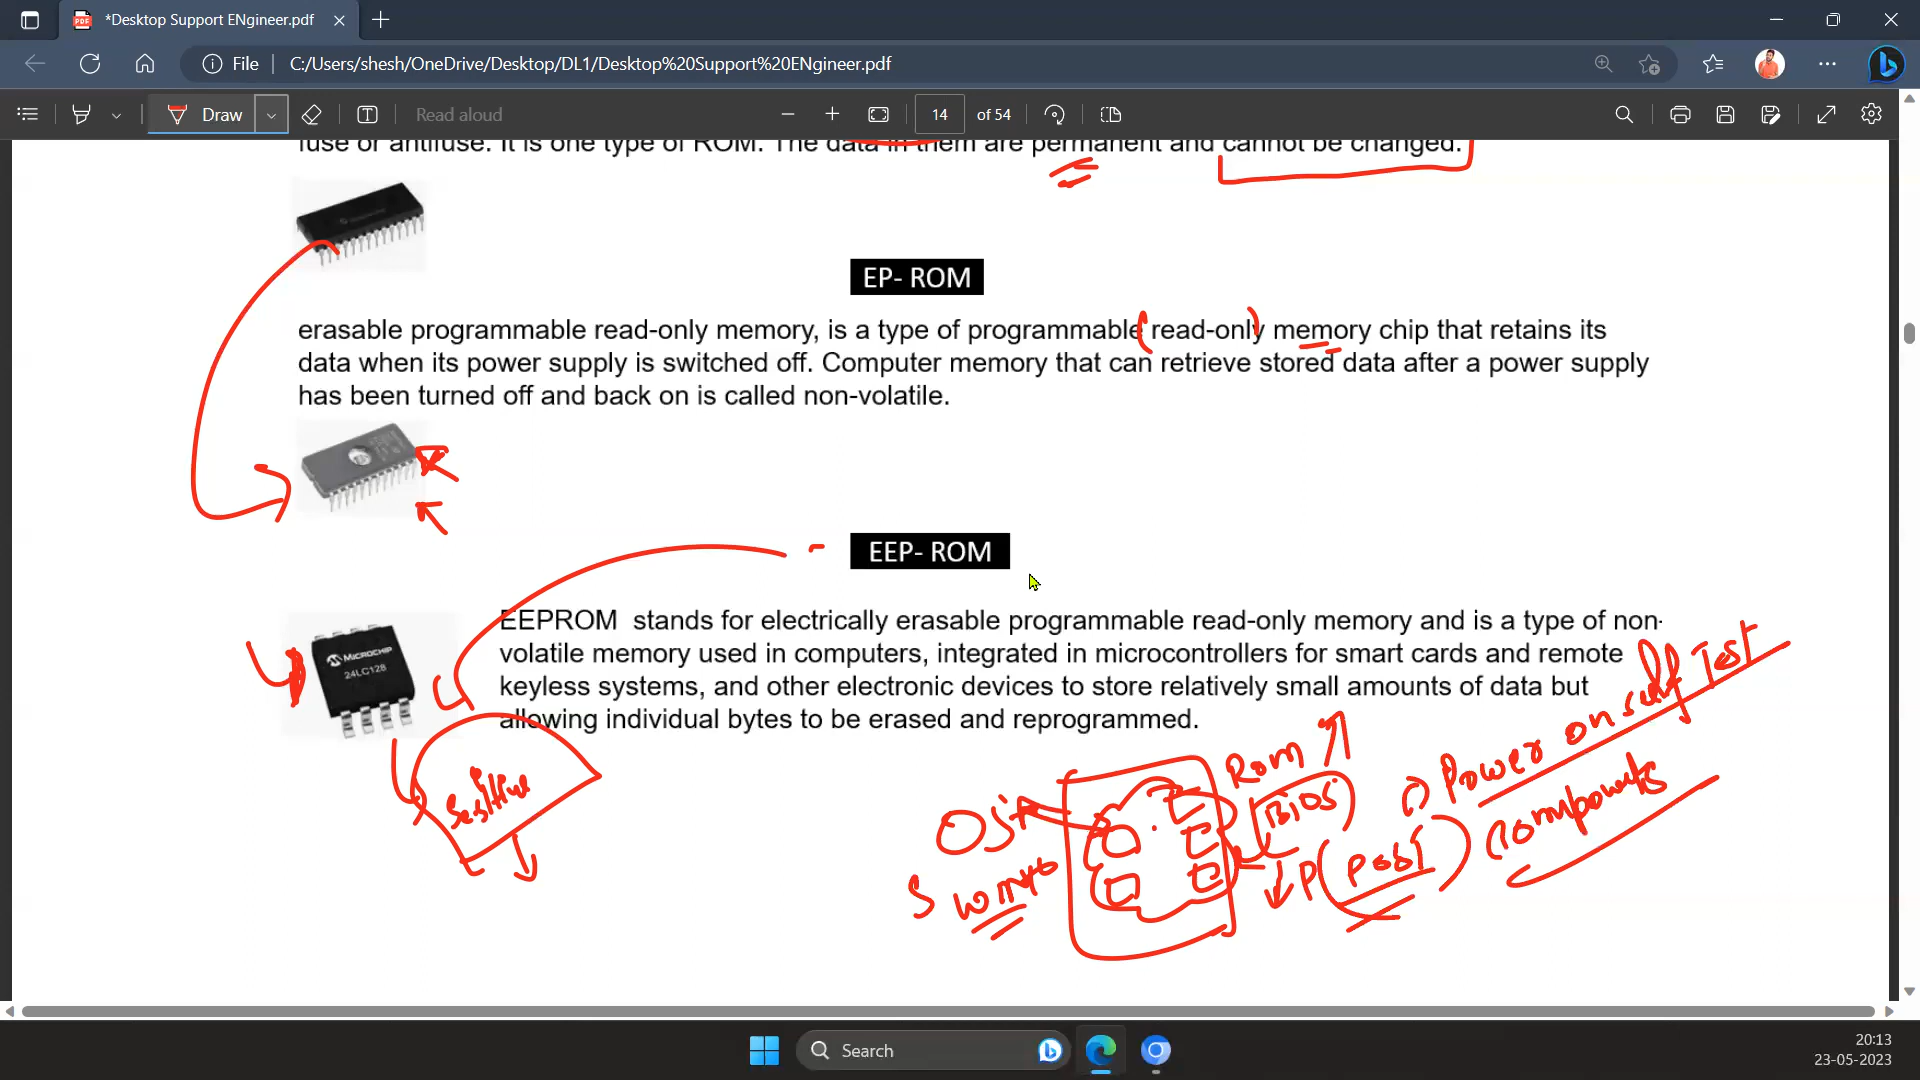 *Desktop Support ENgineer.pdf
File
C:/Users/shesh/OneDrive/Desktop/DL1/Desktop%20Support%20ENgineer.pdf
Draw
Read aloud
14
of 54
fuse or antifuse. It is one type of ROM. The data in them are permanent and cannot be changed.
EP- ROM
erasable programmable read-only memory, is a type of programmable read-only memory chip that retains its
data when its power supply is switched off. Computer memory that can retrieve stored data after a power supply
has been turned off and back on is called non-volatile.
EEP- ROM
MICROCHIP
24LC128
EEPROM stands for electrically erasable programmable read-only memory and is a type of non-
volatile memory used in computers, integrated in microcontrollers for smart cards and remote
keyless systems, and other electronic devices to store relatively small amounts of data but
allowing individual bytes to be erased and reprogrammed.
Power on self Test
Rom
BIOS
OS
P(post)
components
Search
20:13
23-05-2023